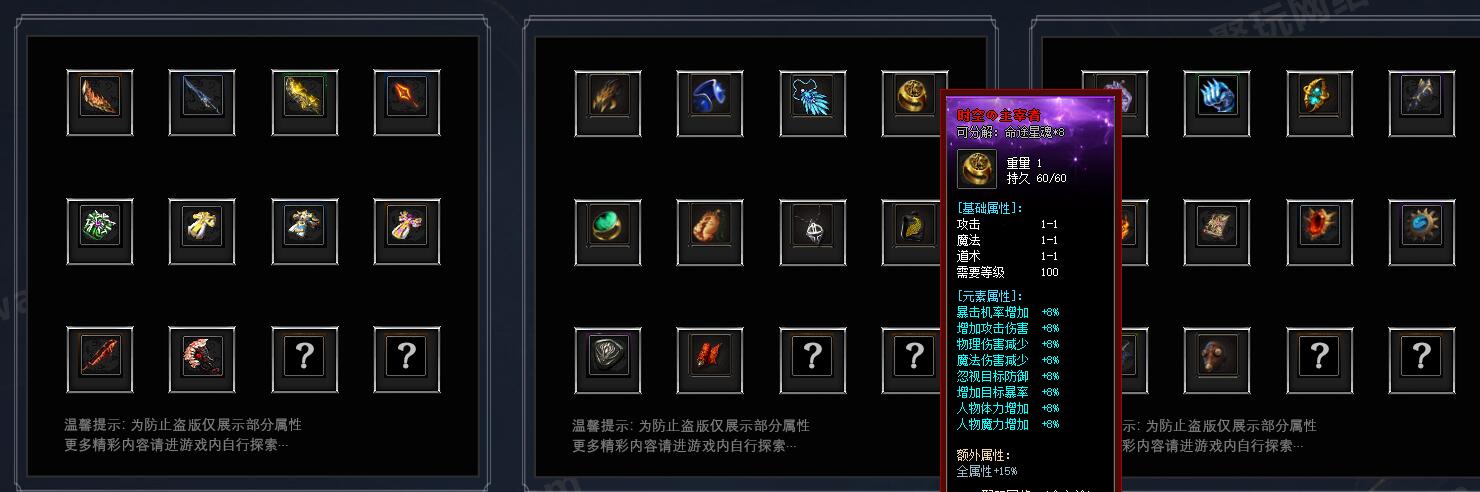 聚玩网络
时空の主宰者
可分解: 命途星魂*8
重量 1
持久 60/60
[基础属性]:
攻击 1-1
魔法 1-1
道术 1-1
需要等级 100
[元素属性]:
暴击机率增加 +8%
增加攻击伤害 +8%
物理伤害减少 +8%
魔法伤害减少 +8%
忽视目标防御 +8%
增加目标暴率 +8%
人物体力增加 +8%
人物魔力增加 +8%
额外属性:
全属性+15%
? ?
? ?
? ?
温馨提示: 为防止盗版仅展示部分属性
更多精彩内容请进游戏内自行探索···
温馨提示: 为防止盗版仅展示部分属性
更多精彩内容请进游戏内自行探索···
示: 为防止盗版仅展示部分属性
彩内容请进游戏内自行探索···